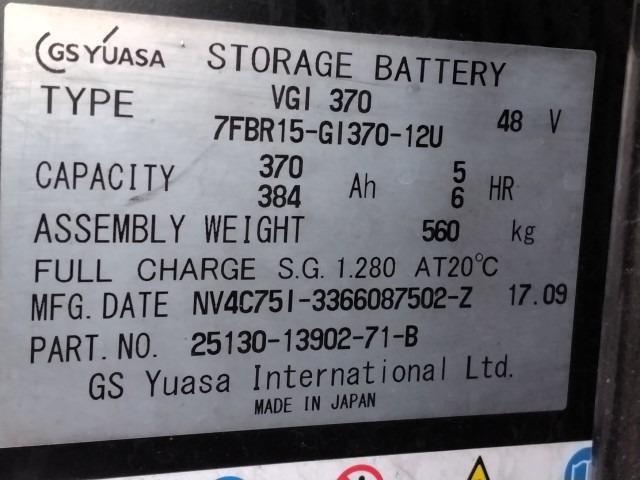 GS YUASA STORAGE BATTERY
TYPE VGI 370 48 V
7FBR15-GI370-12U
CAPACITY 370 Ah 5 HR
384 6
ASSEMBLY WEIGHT 560 kg
FULL CHARGE S.G. 1.280 AT20℃
MFG. DATE NV4C75I-3366087502-Z 17.09
PART. NO. 25130-13902-71-B
GS Yuasa International Ltd.
MADE IN JAPAN